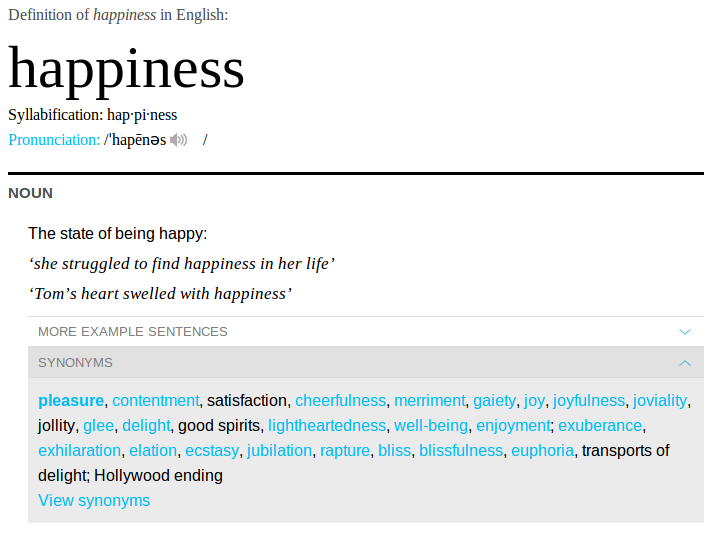 Definition of happiness in English:
happiness
Syllabification: hap·pi·ness
Pronunciation: /ˈhapēnəs /
NOUN
The state of being happy:
‘she struggled to find happiness in her life’
‘Tom’s heart swelled with happiness’
MORE EXAMPLE SENTENCES
SYNONYMS
pleasure, contentment, satisfaction, cheerfulness, merriment, gaiety, joy, joyfulness, joviality,
jollity, glee, delight, good spirits, lightheartedness, well-being, enjoyment; exuberance,
exhilaration, elation, ecstasy, jubilation, rapture, bliss, blissfulness, euphoria, transports of
delight; Hollywood ending
View synonyms